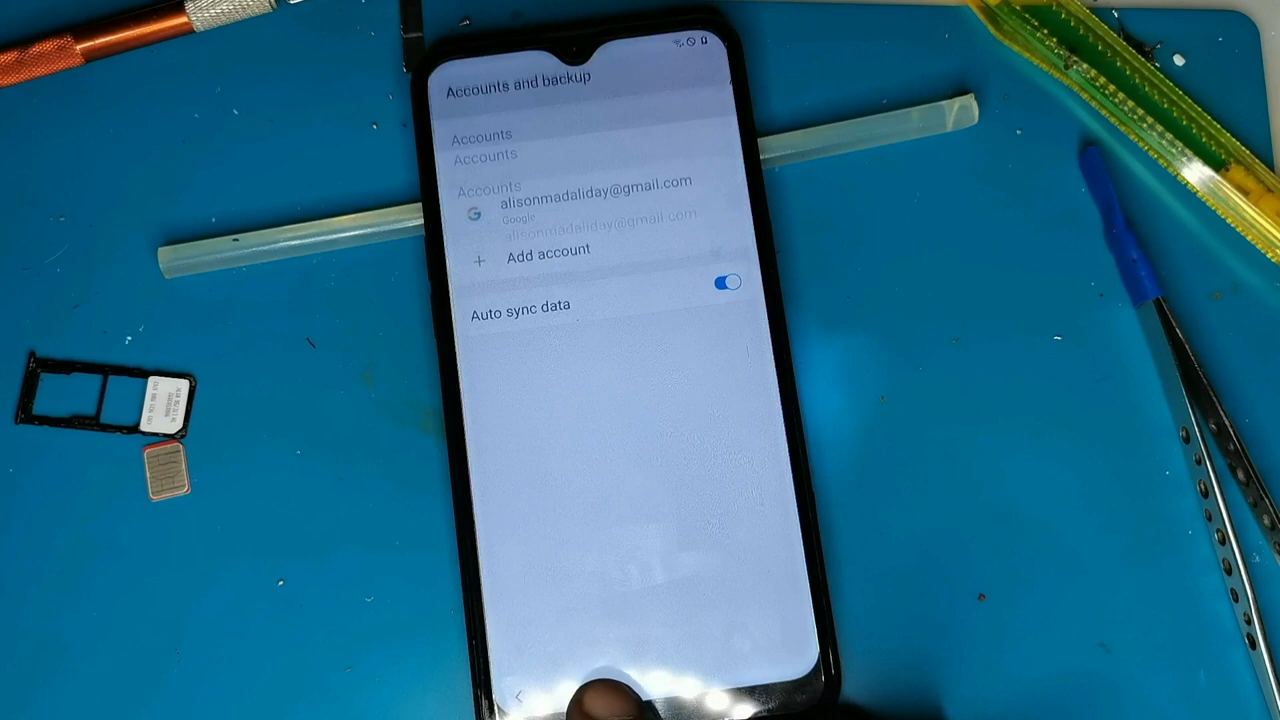 Accounts and backup
Accounts
Accounts
Accounts
alisonmadaliday@gmail.com
Google
alisonmadaliday@gmail.com
Add account
Auto sync data